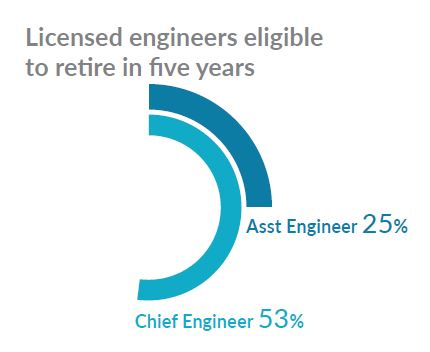 Licensed engineers eligible
to retire in five years
Asst Engineer 25%
Chief Engineer 53%